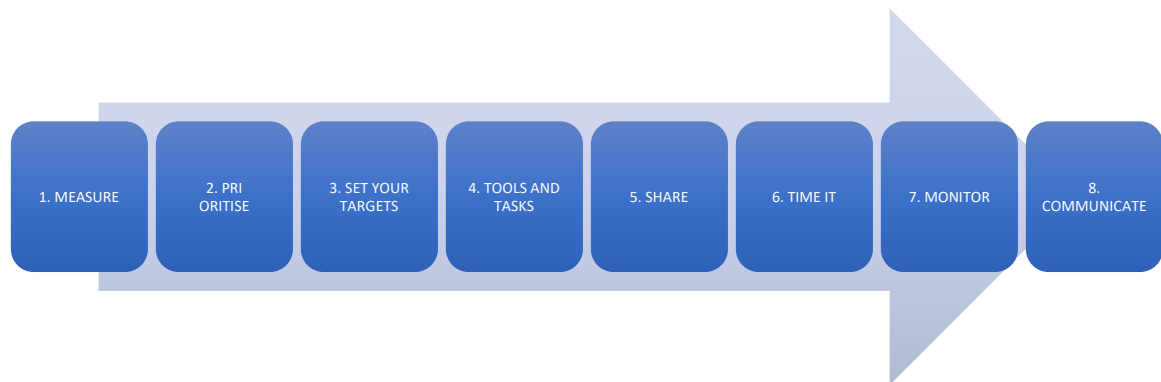 1. MEASURE
2. PRI
ORITISE
3. SET YOUR
TARGETS
4. TOOLS AND
TASKS
5. SHARE
6. TIME IT
7. MONITOR
8.
COMMUNICATE